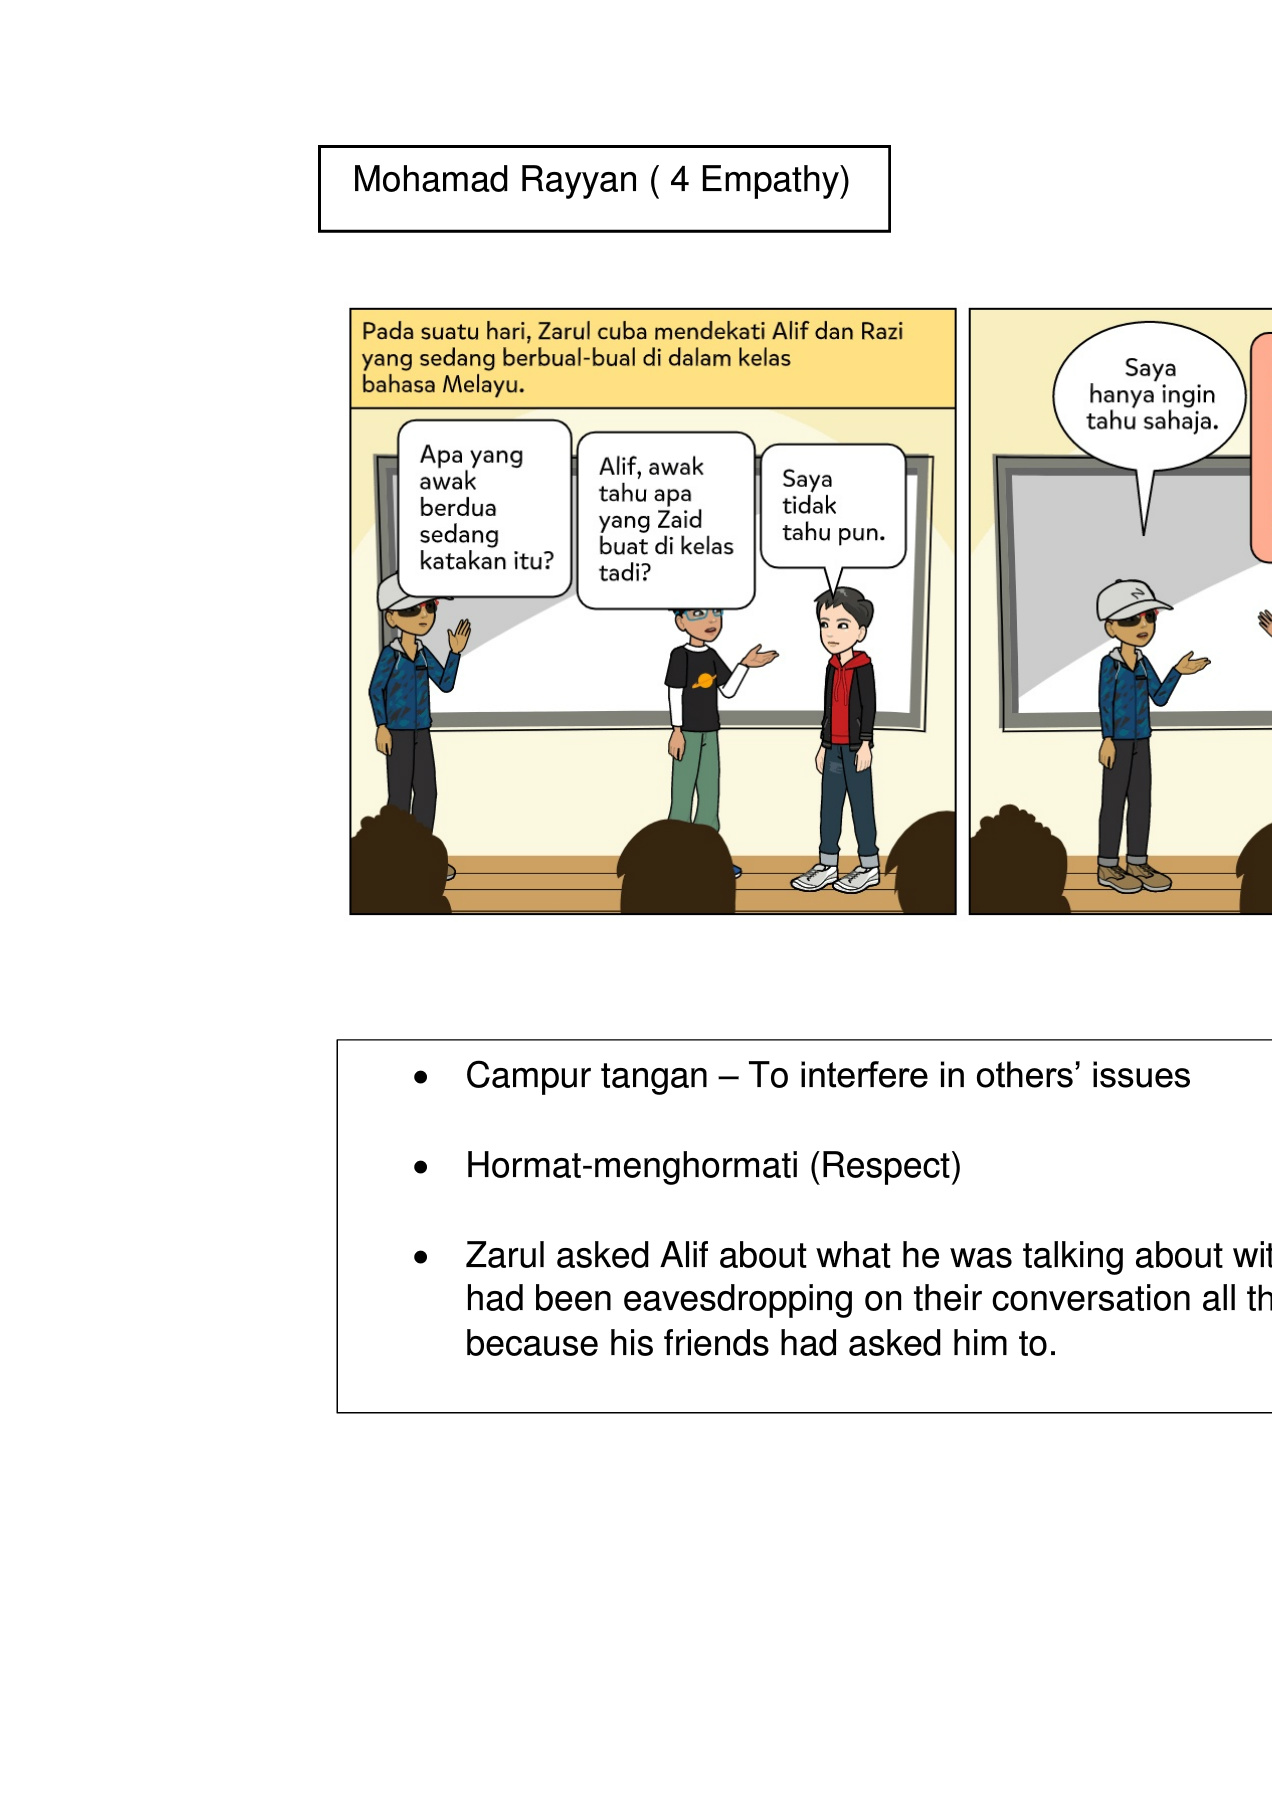 Mohamad Rayyan ( 4 Empathy)
Pada suatu hari, Zarul cuba mendekati Alif dan Razi
yang sedang berbual-bual di dalam kelas
bahasa Melayu.
Apa yang
awak
berdua
sedang
katakan itu?
Alif, awak
tahu apa
yang Zaid
buat di kelas
tadi?
Saya
tidak
tahu pun.
Saya
hanya ingin
tahu sahaja.
• Campur tangan – To interfere in others’ issues
• Hormat-menghormati (Respect)
• Zarul asked Alif about what he was talking about
had been eavesdropping on their conversation all
because his friends had asked him to.